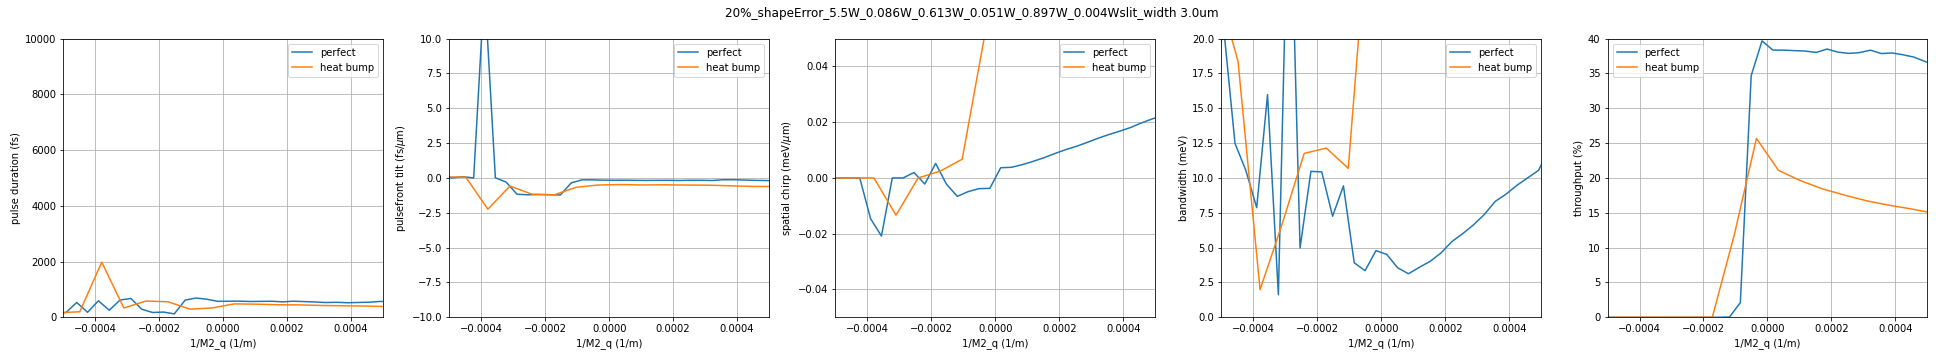 20%_shapeError_5.5W_0.086W_0.613W_0.051W_0.897W_0.004Wslit_width 3.0um
pulse duration (fs)
10000
8000
6000
4000
2000
0
−0.0004 −0.0002 0.0000 0.0002 0.0004
1/M2_q (1/m)
perfect
heat bump
pulsefront tilt (fs/μm)
10.0
7.5
5.0
2.5
0.0
−2.5
−5.0
−7.5
−10.0
−0.0004 −0.0002 0.0000 0.0002 0.0004
1/M2_q (1/m)
perfect
heat bump
spatial chirp (meV/μm)
0.04
0.02
0.00
−0.02
−0.04
−0.0004 −0.0002 0.0000 0.0002 0.0004
1/M2_q (1/m)
perfect
heat bump
bandwidth (meV)
20.0
17.5
15.0
12.5
10.0
7.5
5.0
2.5
0.0
−0.0004 −0.0002 0.0000 0.0002 0.0004
1/M2_q (1/m)
perfect
heat bump
throughput (%)
40
35
30
25
20
15
10
5
0
−0.0004 −0.0002 0.0000 0.0002 0.0004
1/M2_q (1/m)
perfect
heat bump